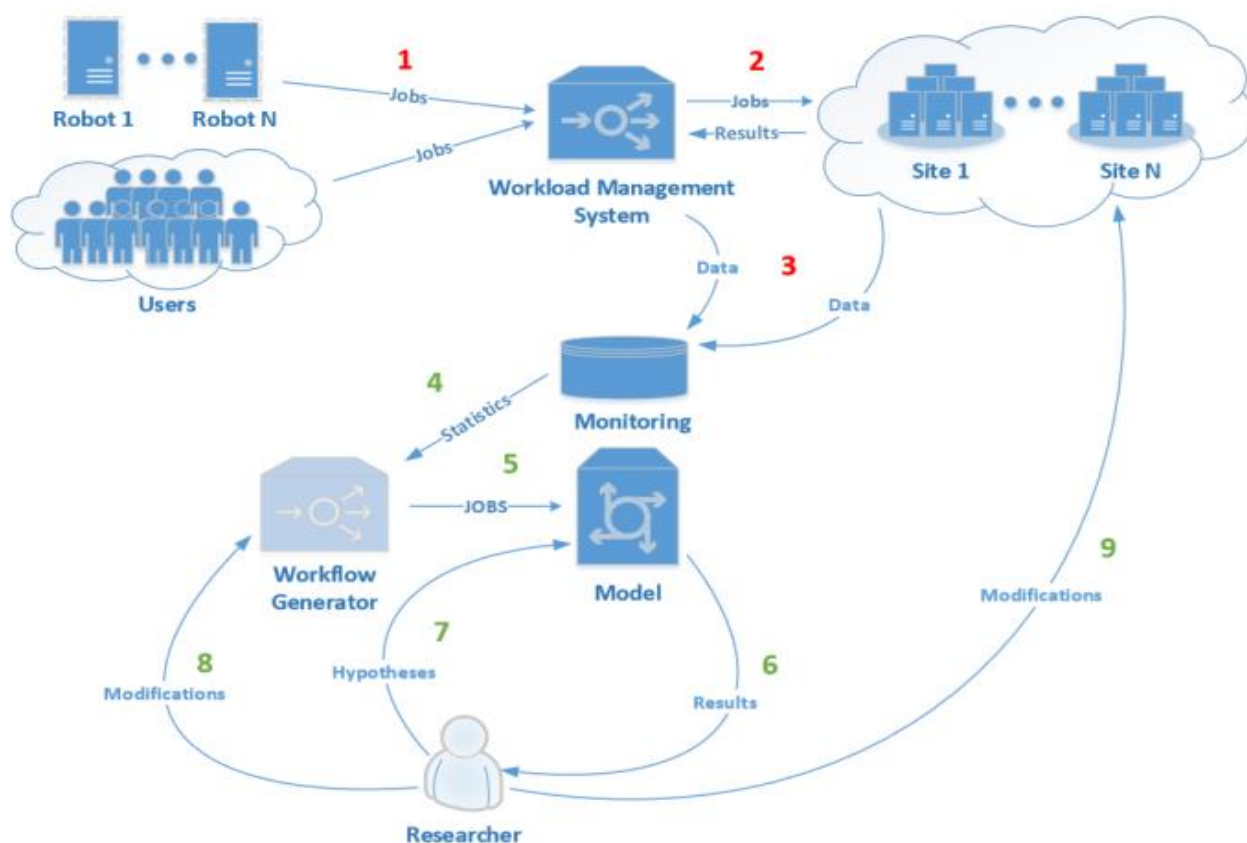 1
2
Jobs
Jobs
Robot 1
Robot N
Jobs
Results
Site 1
Site N
Workload Management
System
Users
Data
3
Data
4
Statistics
Monitoring
5
JOBS
Workflow
Generator
Model
9
Modifications
7
8
Hypotheses
6
Modifications
Results
Researcher